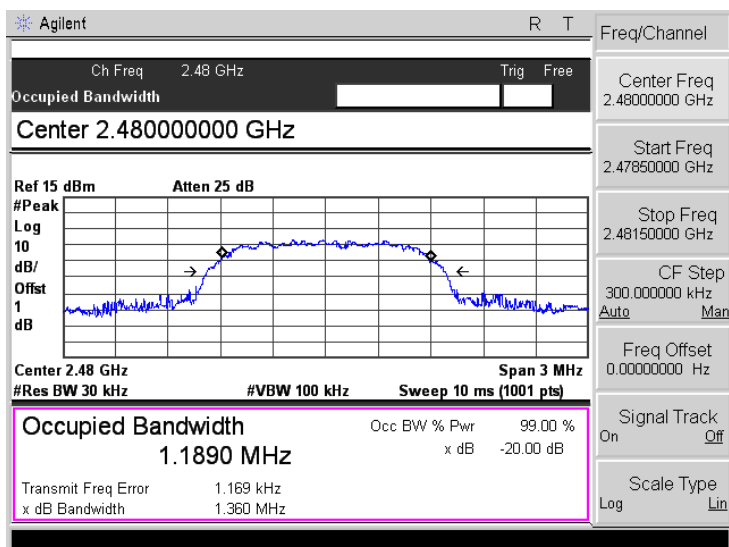 Agilent R T
Ch Freq 2.48 GHz Trig Free
Occupied Bandwidth
Center 2.480000000 GHz
Ref 15 dBm Atten 25 dB
#Peak
Log
10
dB/
Offst
1
dB
Center 2.48 GHz Span 3 MHz
#Res BW 30 kHz #VBW 100 kHz Sweep 10 ms (1001 pts)
Occupied Bandwidth Occ BW % Pwr 99.00 %
1.1890 MHz x dB -20.00 dB
Transmit Freq Error 1.169 kHz
x dB Bandwidth 1.360 MHz
Freq/Channel
Center Freq
2.48000000 GHz
Start Freq
2.47850000 GHz
Stop Freq
2.48150000 GHz
CF Step
300.000000 kHz
Auto Man
Freq Offset
0.00000000 Hz
Signal Track
On Off
Scale Type
Log Lin